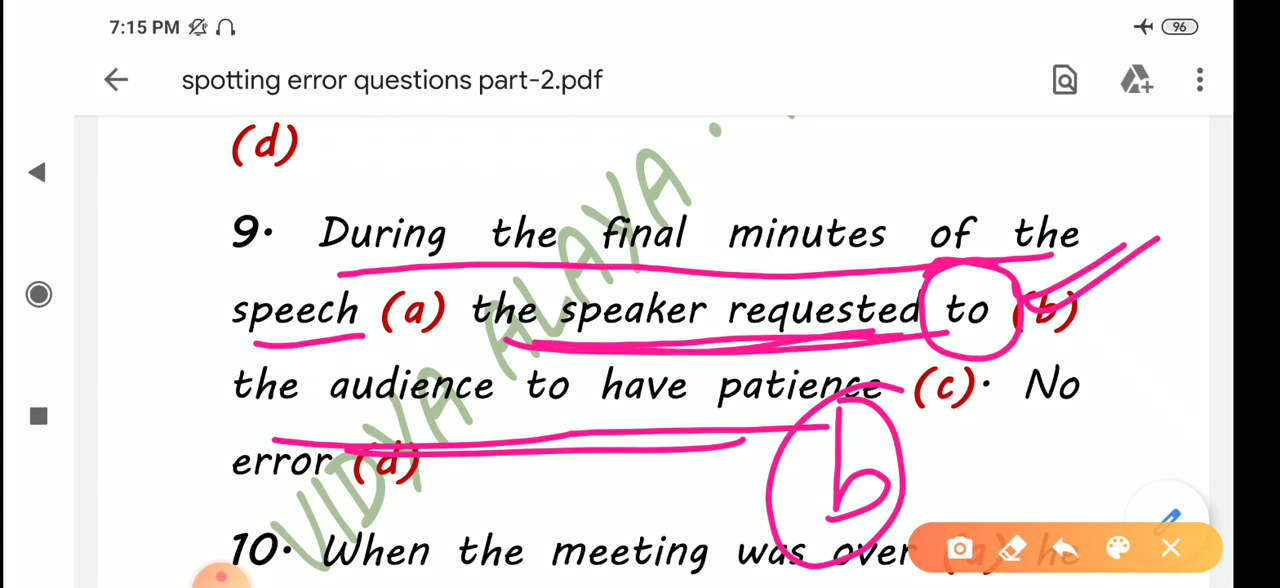 7:15 PM 96
spotting error questions part-2.pdf
(d)
9. During the final minutes of the
speech (a) the speaker requested to (b)
the audience to have patience (c). No
error (d)
b
10. When the meeting was over (a) he
VIDYA ALAYA